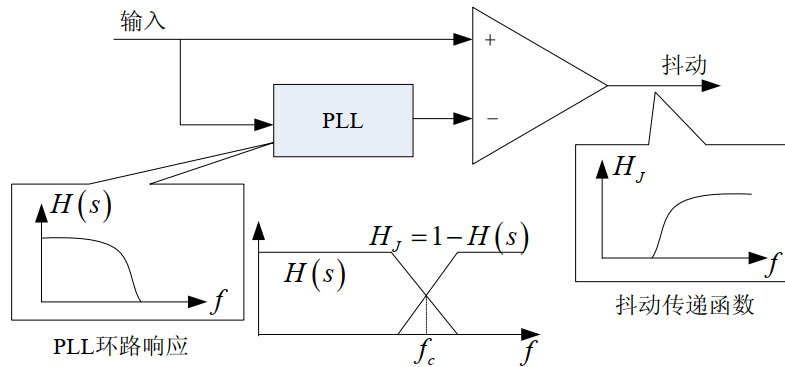 输入
+
抖动
PLL
−
H(s)
f
PLL环路响应
H_J = 1 − H(s)
H(s)
f_c
f
H_J
f
抖动传递函数